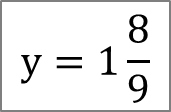 y = 1 8/9